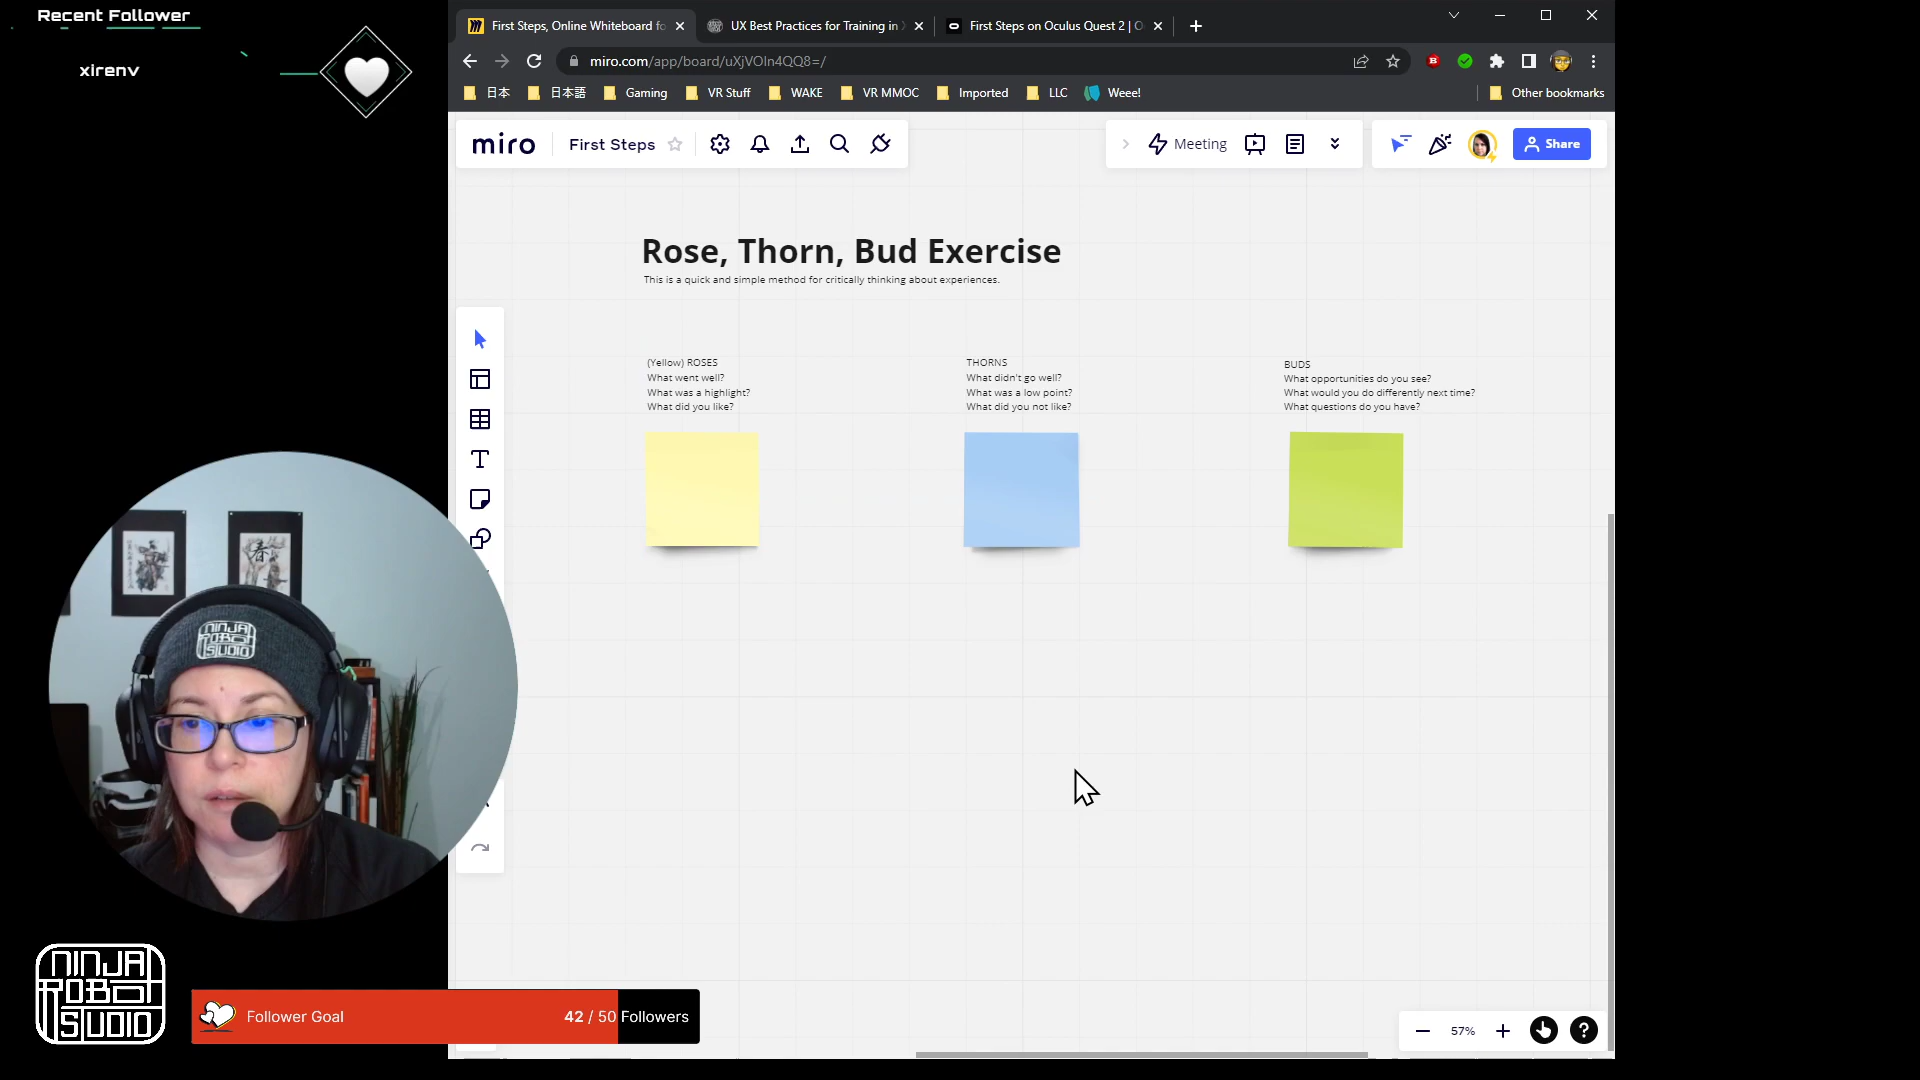 Recent Follower
xirenv
First Steps, Online Whiteboard fo
UX Best Practices for Training in
First Steps on Oculus Quest 2 | O
miro.com/app/board/uXjVOIn4QQ8=/
日本
日本語
Gaming
VR Stuff
WAKE
VR MMOC
Imported
LLC
Weee!
Other bookmarks
miro
First Steps
Meeting
Share
Rose, Thorn, Bud Exercise
This is a quick and simple method for critically thinking about experiences.
(Yellow) ROSES
What went well?
What was a highlight?
What did you like?
THORNS
What didn't go well?
What was a low point?
What did you not like?
BUDS
What opportunities do you see?
What would you do differently next time?
What questions do you have?
春
NINJA
ROBOT
STUDIO
NINJA
ROBOT
STUDIO
Follower Goal
42 / 50 Followers
57%